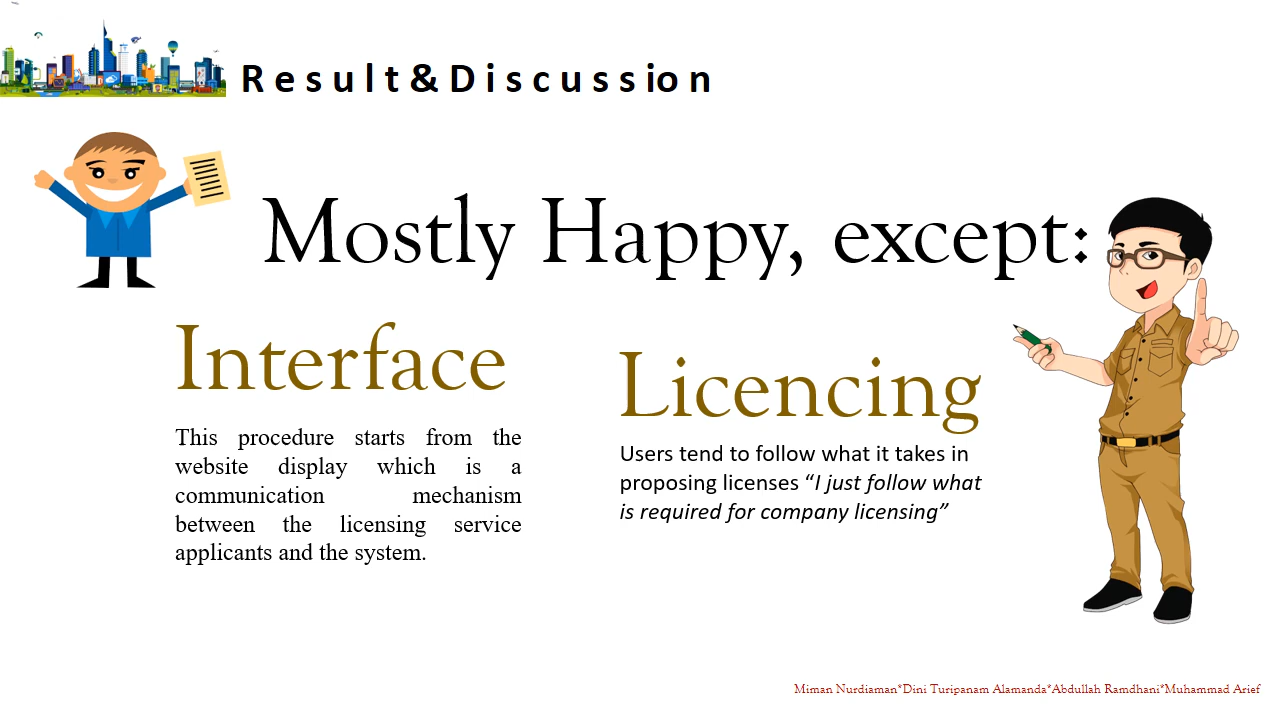 Result&Discussion
Mostly Happy, except:
Interface
This procedure starts from the
website display which is a
communication mechanism
between the licensing service
applicants and the system.
Licencing
Users tend to follow what it takes in
proposing licenses “I just follow what
is required for company licensing”
Miman Nurdiaman*Dini Turipanam Alamanda*Abdullah Ramdhani*Muhammad Arief